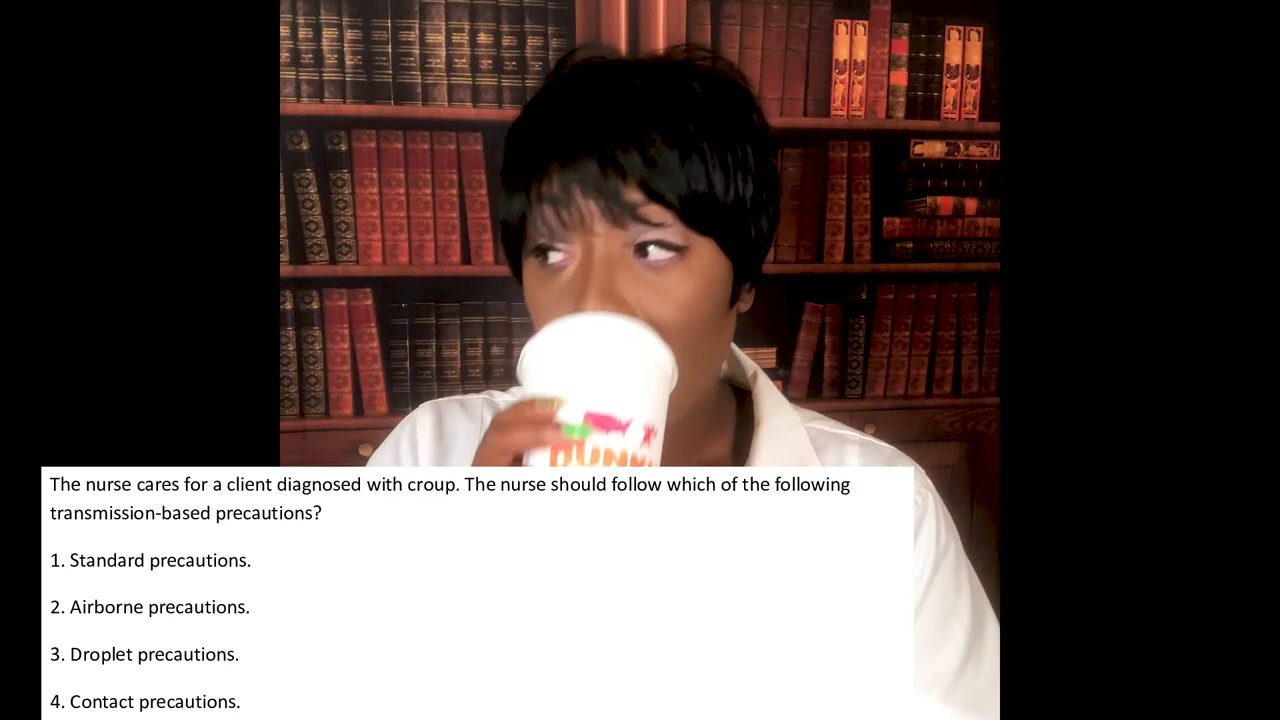 DUNK
The nurse cares for a client diagnosed with croup. The nurse should follow which of the following
transmission-based precautions?
1. Standard precautions.
2. Airborne precautions.
3. Droplet precautions.
4. Contact precautions.